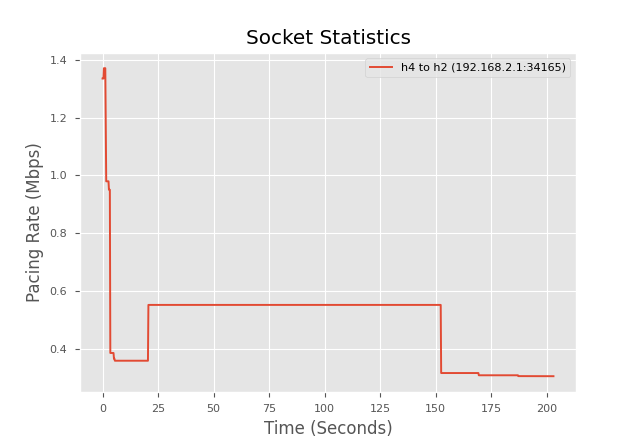 Socket Statistics
h4 to h2 (192.168.2.1:34165)
Pacing Rate (Mbps)
1.4
1.2
1.0
0.8
0.6
0.4
0 25 50 75 100 125 150 175 200
Time (Seconds)